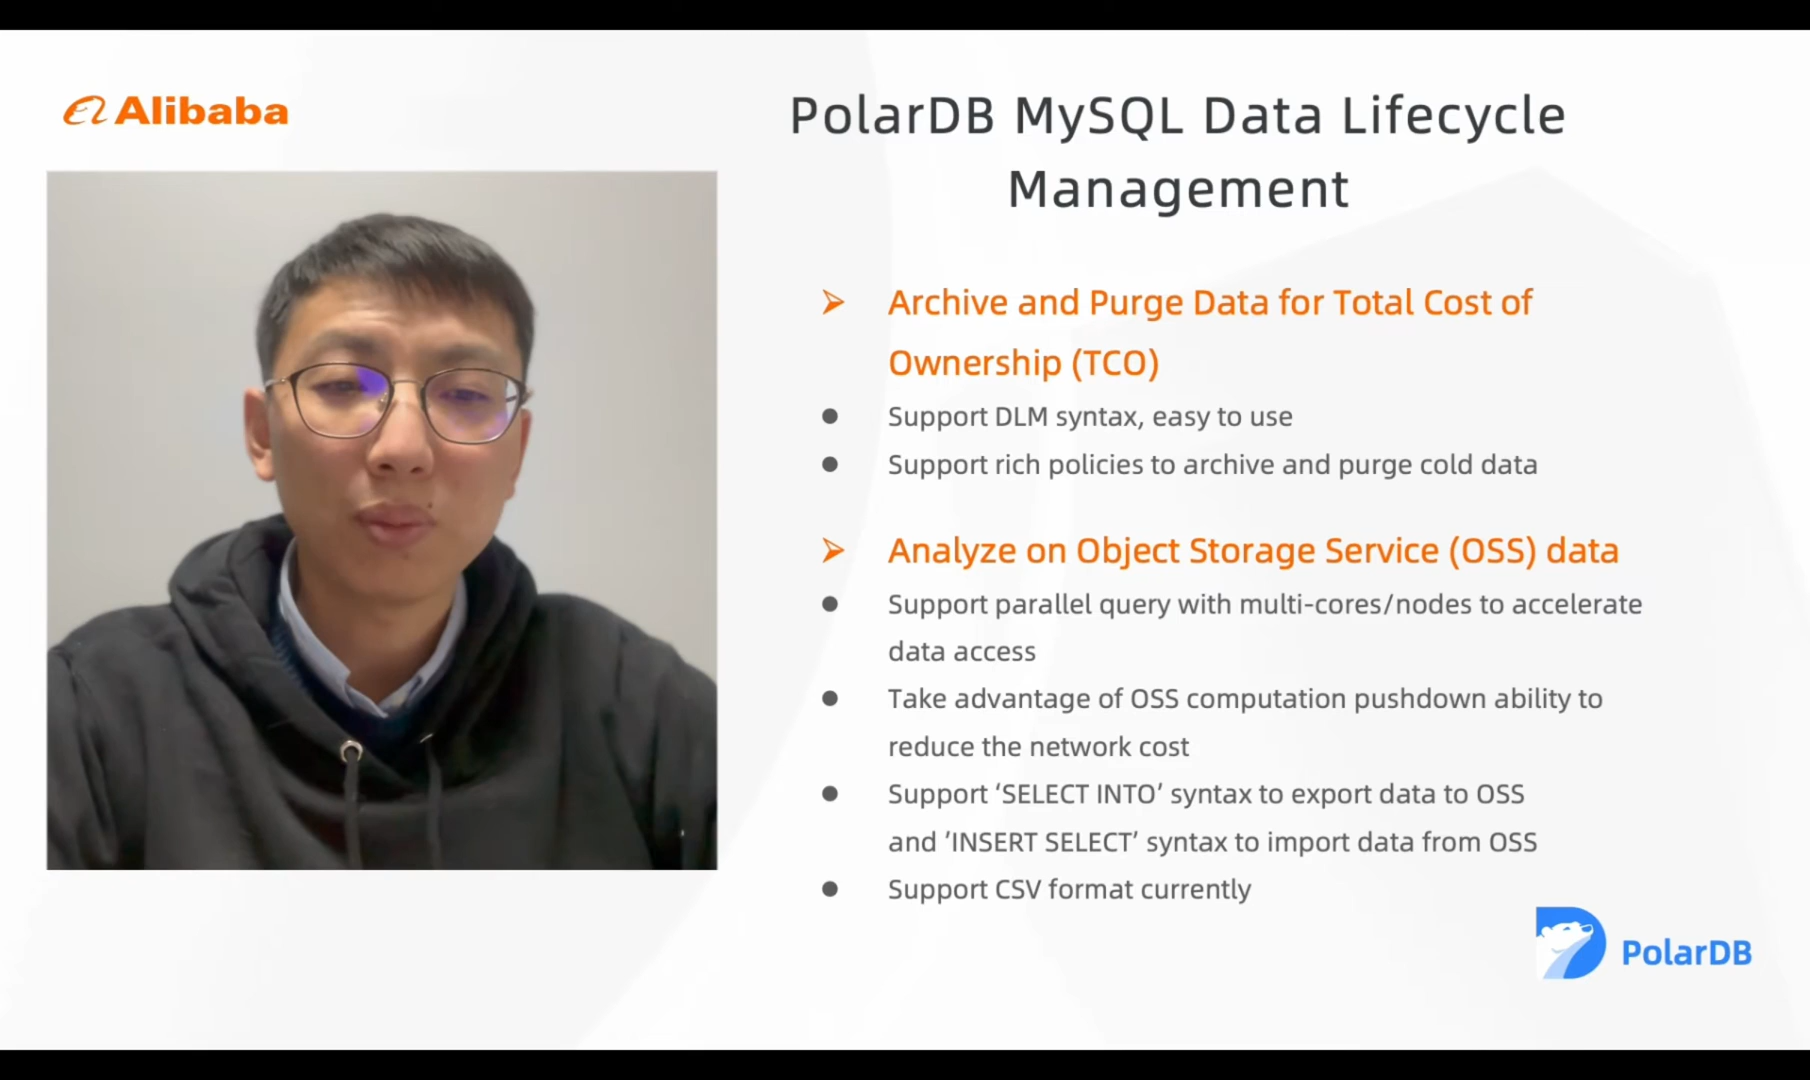 Alibaba
PolarDB MySQL Data Lifecycle
Management
➢ Archive and Purge Data for Total Cost of
Ownership (TCO)
● Support DLM syntax, easy to use
● Support rich policies to archive and purge cold data
➢ Analyze on Object Storage Service (OSS) data
● Support parallel query with multi-cores/nodes to accelerate
data access
● Take advantage of OSS computation pushdown ability to
reduce the network cost
● Support ‘SELECT INTO’ syntax to export data to OSS
and ’INSERT SELECT’ syntax to import data from OSS
● Support CSV format currently
PolarDB